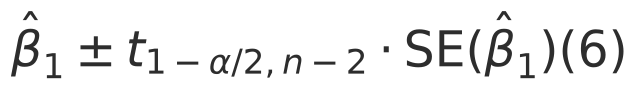 β̂₁ ± t₁₋α/₂, ₙ₋₂ · SE(β̂₁)(6)